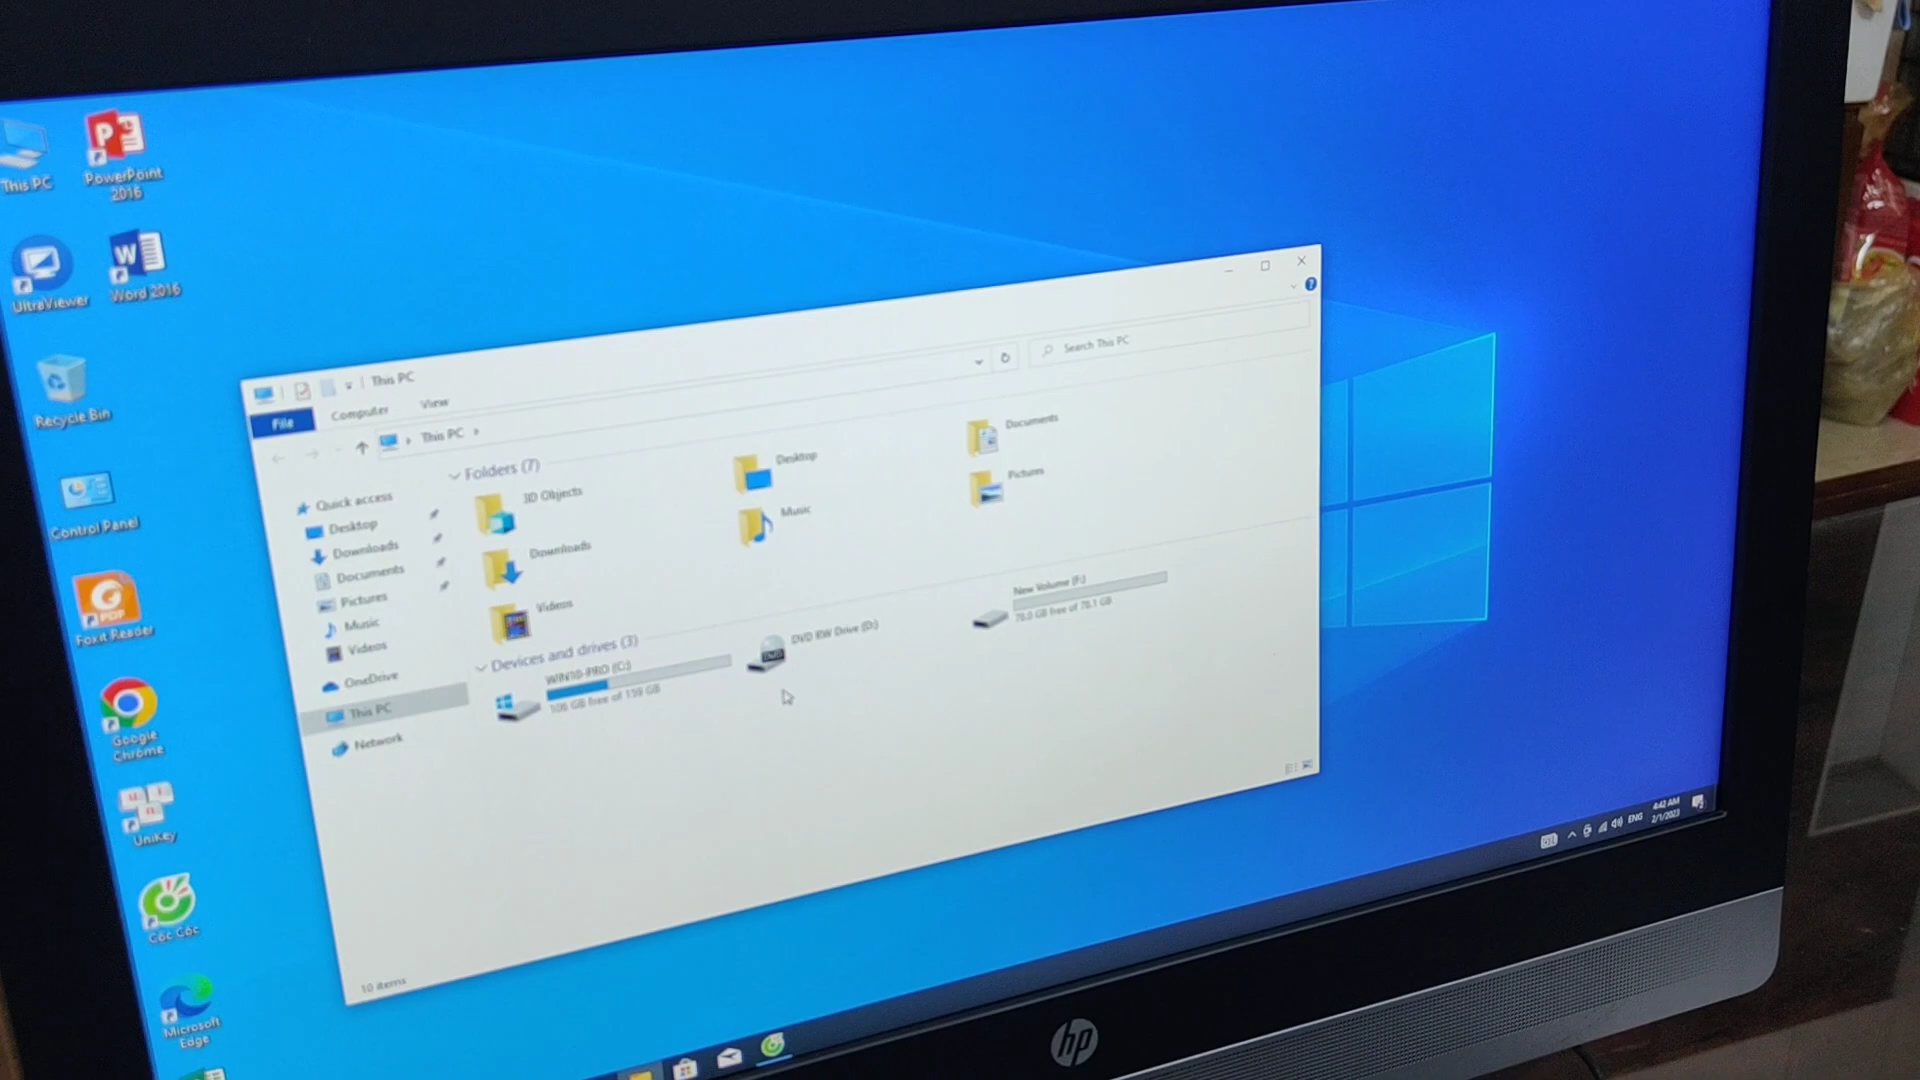 This PC
PowerPoint
2016
UltraViewer
Word 2016
Recycle Bin
Control Panel
Foxit Reader
Google
Chrome
UniKey
Cốc Cốc
Microsoft
Edge
This PC
File
Computer
View
This PC
Search This PC
Quick access
Desktop
Downloads
Documents
Pictures
Music
Videos
OneDrive
This PC
Network
Folders (7)
3D Objects
Desktop
Documents
Downloads
Music
Pictures
Videos
Devices and drives (3)
WIN10-PRO (C:)
106 GB free of 159 GB
DVD RW Drive (D:)
New Volume (F:)
78.0 GB free of 78.1 GB
10 items
ENG
4:42 AM
2/1/2023
hp